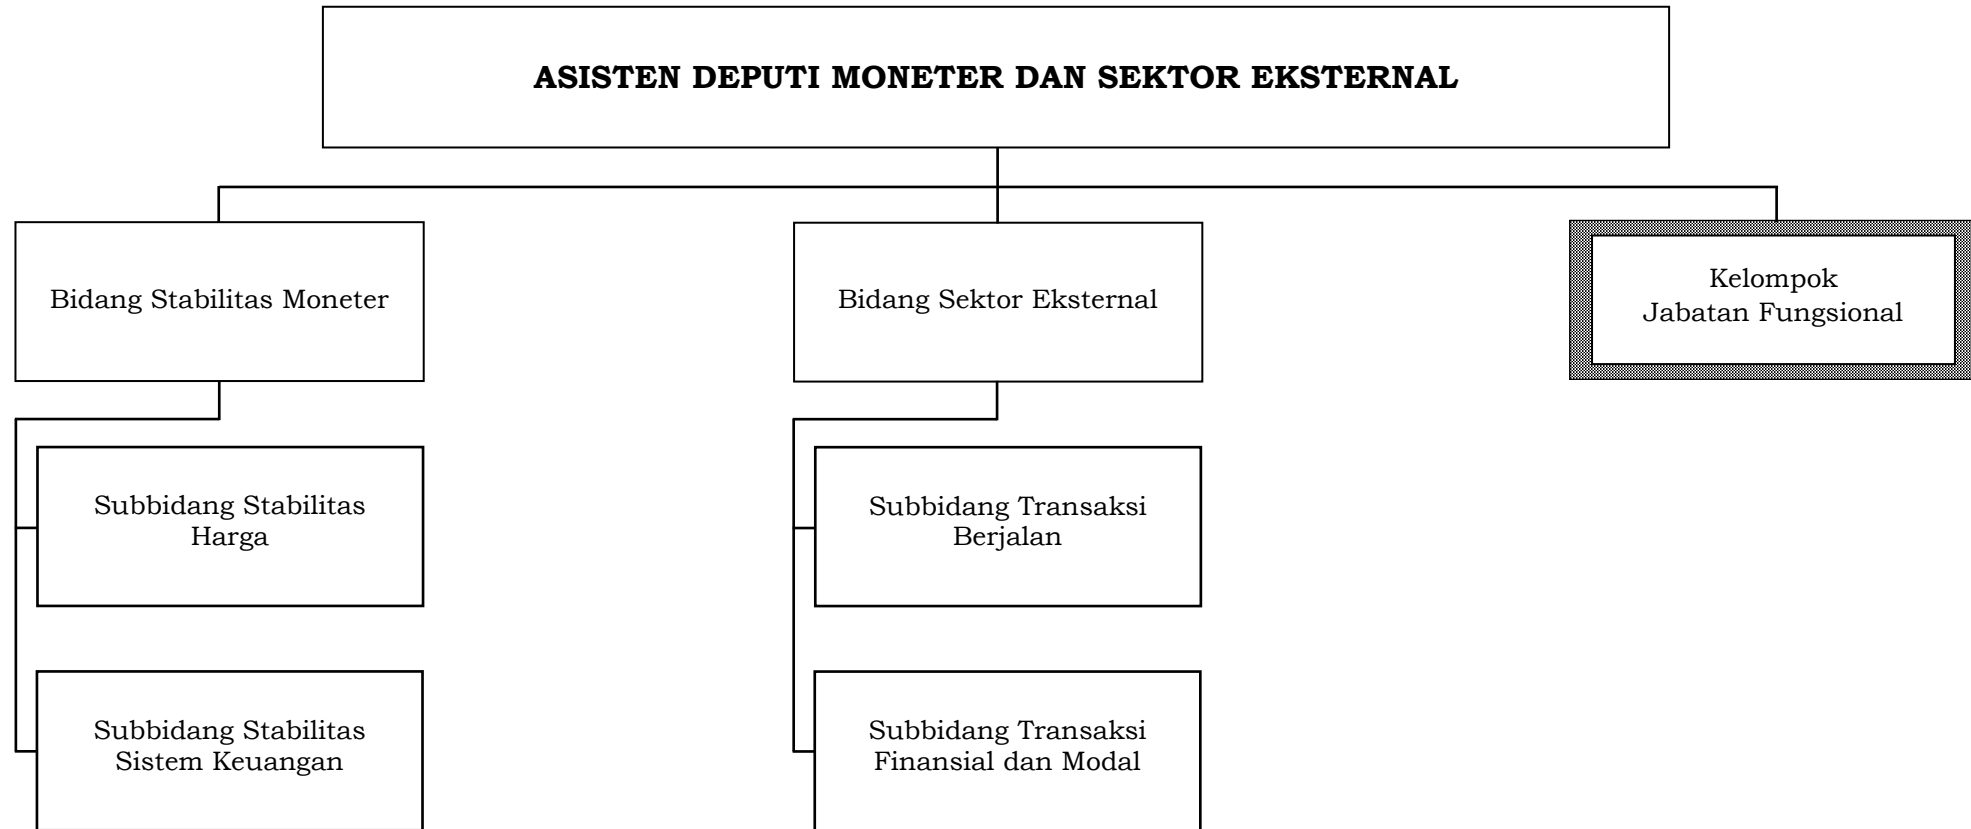 ASISTEN DEPUTI MONETER DAN SEKTOR EKSTERNAL
Bidang Stabilitas Moneter
Bidang Sektor Eksternal
Kelompok
Jabatan Fungsional
Subbidang Stabilitas
Harga
Subbidang Transaksi
Berjalan
Subbidang Stabilitas
Sistem Keuangan
Subbidang Transaksi
Finansial dan Modal